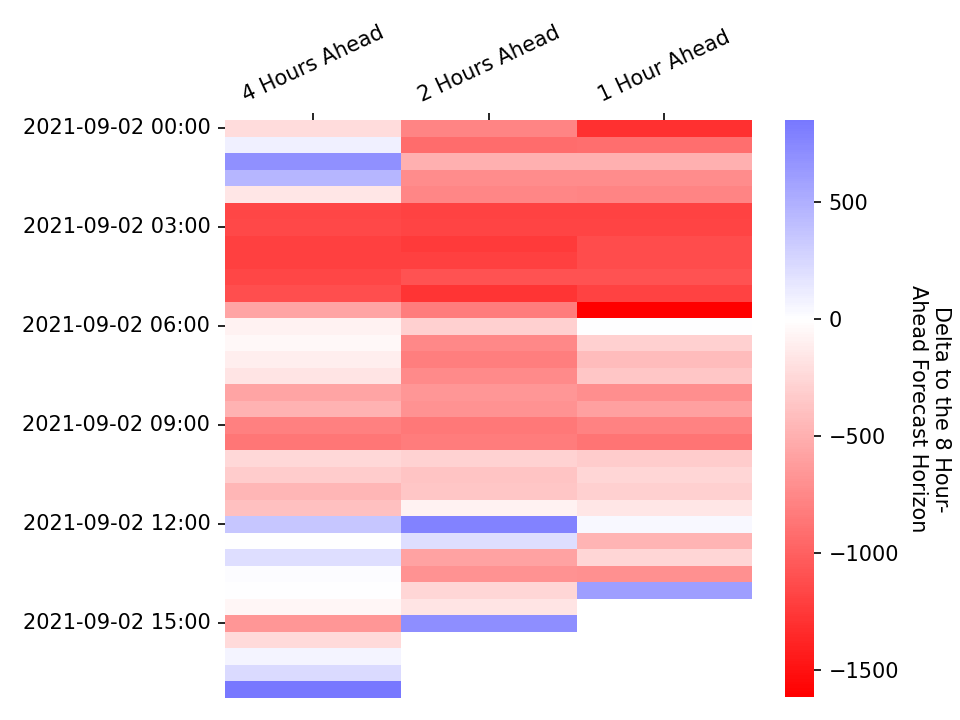 4 Hours Ahead
2 Hours Ahead
1 Hour Ahead
2021-09-02 00:00
2021-09-02 03:00
2021-09-02 06:00
2021-09-02 09:00
2021-09-02 12:00
2021-09-02 15:00
500
0
−500
−1000
−1500
Delta to the 8 Hour-
Ahead Forecast Horizon